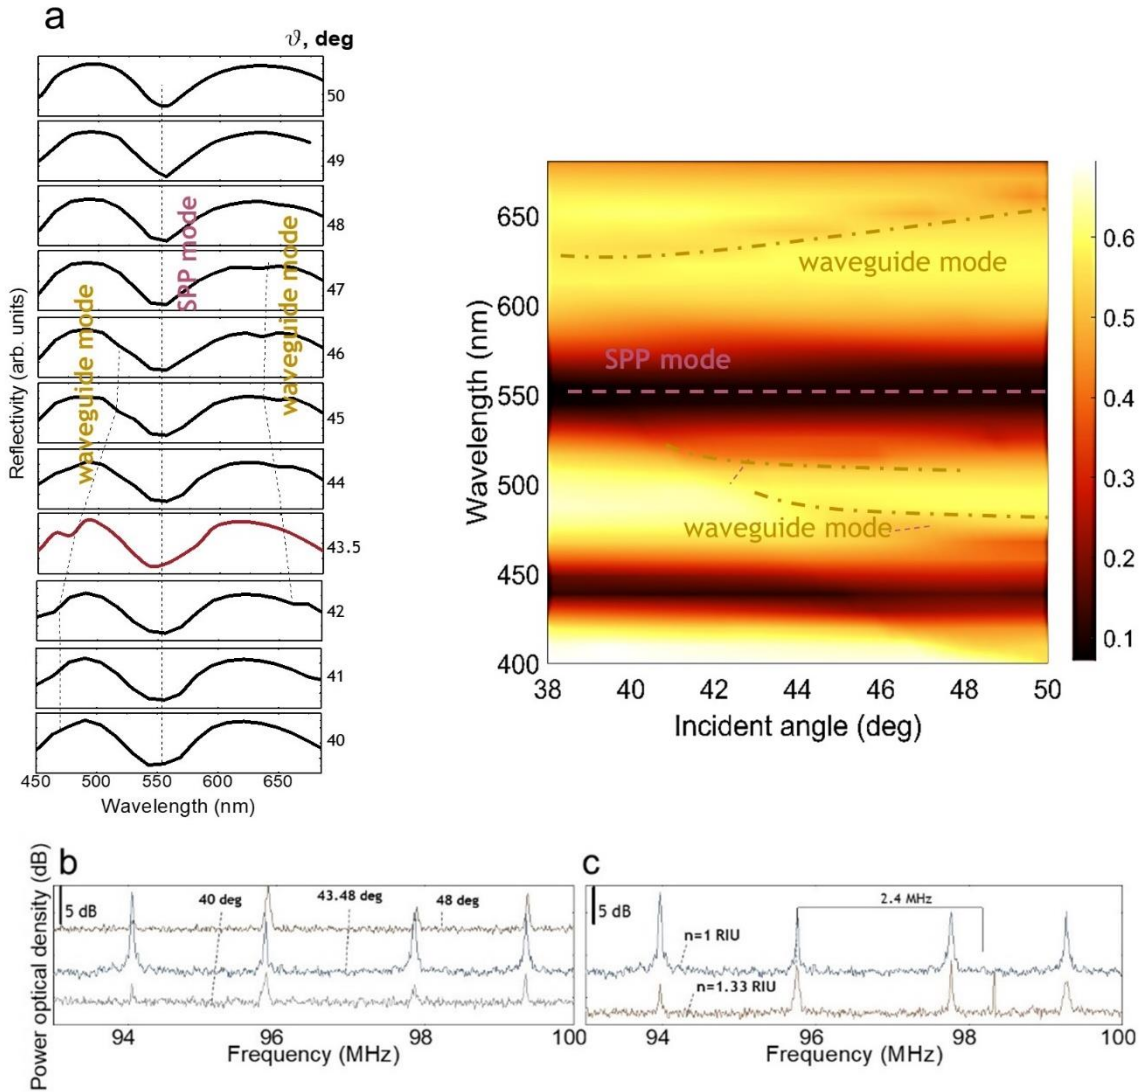 a
ϑ, deg
50
49
48
47
46
45
44
43.5
42
41
40
Reflectivity (arb. units)
waveguide mode
SPP mode
waveguide mode
450 500 550 600 650
Wavelength (nm)
650
600
550
500
450
400
Wavelength (nm)
waveguide mode
SPP mode
waveguide mode
38 40 42 44 46 48 50
Incident angle (deg)
0.6
0.5
0.4
0.3
0.2
0.1
Power optical density (dB)
b
5 dB
40 deg
43.48 deg
48 deg
94 96 98 100
Frequency (MHz)
c
5 dB
2.4 MHz
n=1 RIU
n=1.33 RIU
94 96 98 100
Frequency (MHz)